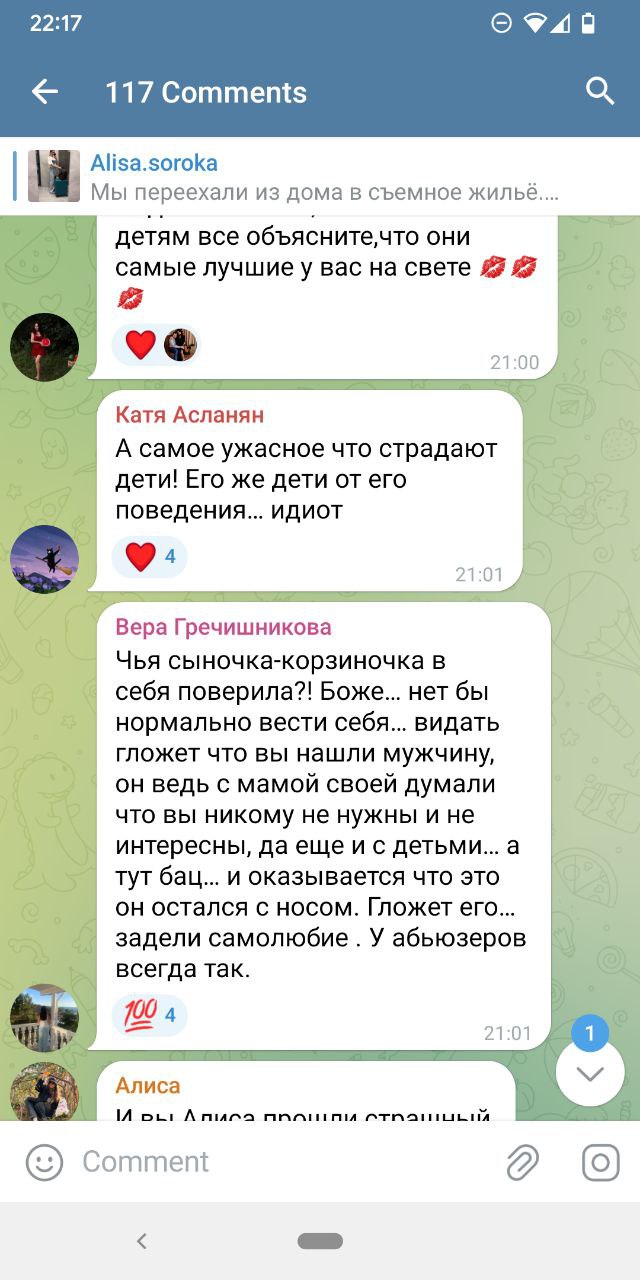 22:17
117 Comments
Alisa.soroka
Мы переехали из дома в съемное жильё....
детям все объясните,что они
самые лучшие у вас на свете 💋💋
💋
❤️
21:00
Катя Асланян
А самое ужасное что страдают
дети! Его же дети от его
поведения... идиот
❤️ 4
21:01
Вера Гречишникова
Чья сыночка-корзиночка в
себя поверила?! Боже... нет бы
нормально вести себя... видать
гложет что вы нашли мужчину,
он ведь с мамой своей думали
что вы никому не нужны и не
интересны, да еще и с детьми... а
тут бац... и оказывается что это
он остался с носом. Гложет его...
задели самолюбие . У абьюзеров
всегда так.
💯 4
21:01
1
Алиса
И вы Алиса прошли страшный
Comment